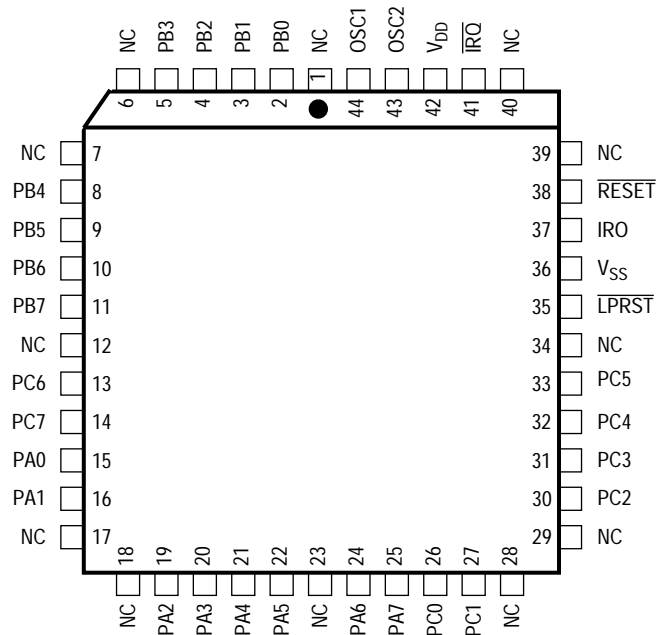 NC PB3 PB2 PB1 PB0 NC OSC1 OSC2 VDD IRQ NC
6 5 4 3 2 1 44 43 42 41 40
NC 7 39 NC
PB4 8 38 RESET
PB5 9 37 IRO
PB6 10 36 VSS
PB7 11 35 LPRST
NC 12 34 NC
PC6 13 33 PC5
PC7 14 32 PC4
PA0 15 31 PC3
PA1 16 30 PC2
NC 17 29 NC
18 19 20 21 22 23 24 25 26 27 28
NC PA2 PA3 PA4 PA5 NC PA6 PA7 PC0 PC1 NC